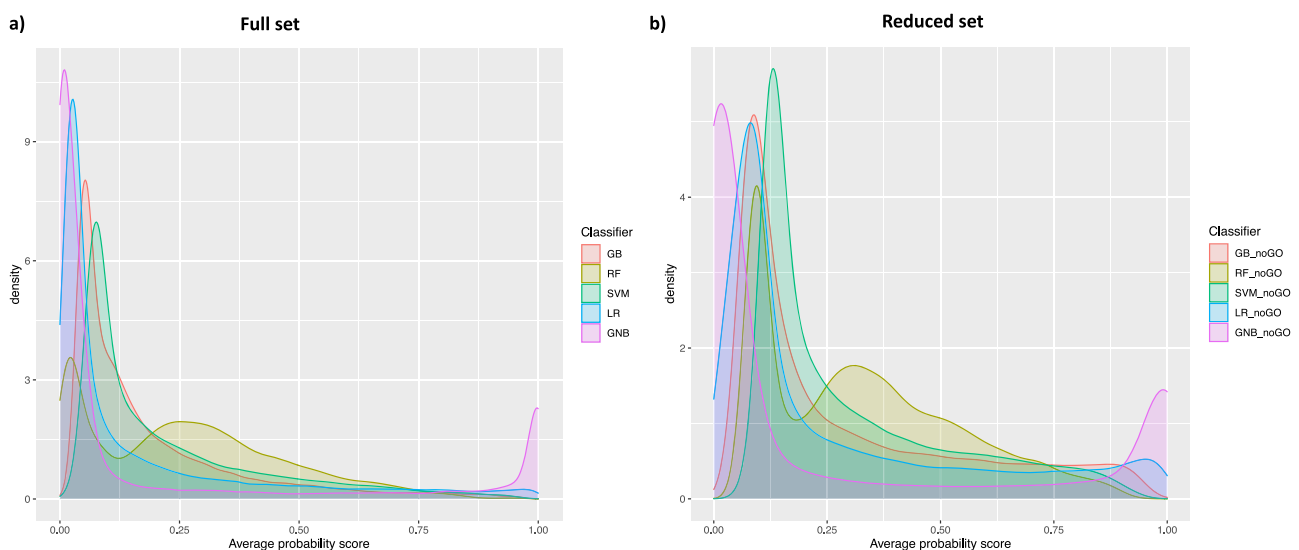 a)
Full set
density
9
6
3
0
0.00
0.25
0.50
0.75
1.00
Average probability score
Classifier
GB
RF
SVM
LR
GNB
b)
Reduced set
density
4
2
0
0.00
0.25
0.50
0.75
1.00
Average probability score
Classifier
GB_noGO
RF_noGO
SVM_noGO
LR_noGO
GNB_noGO